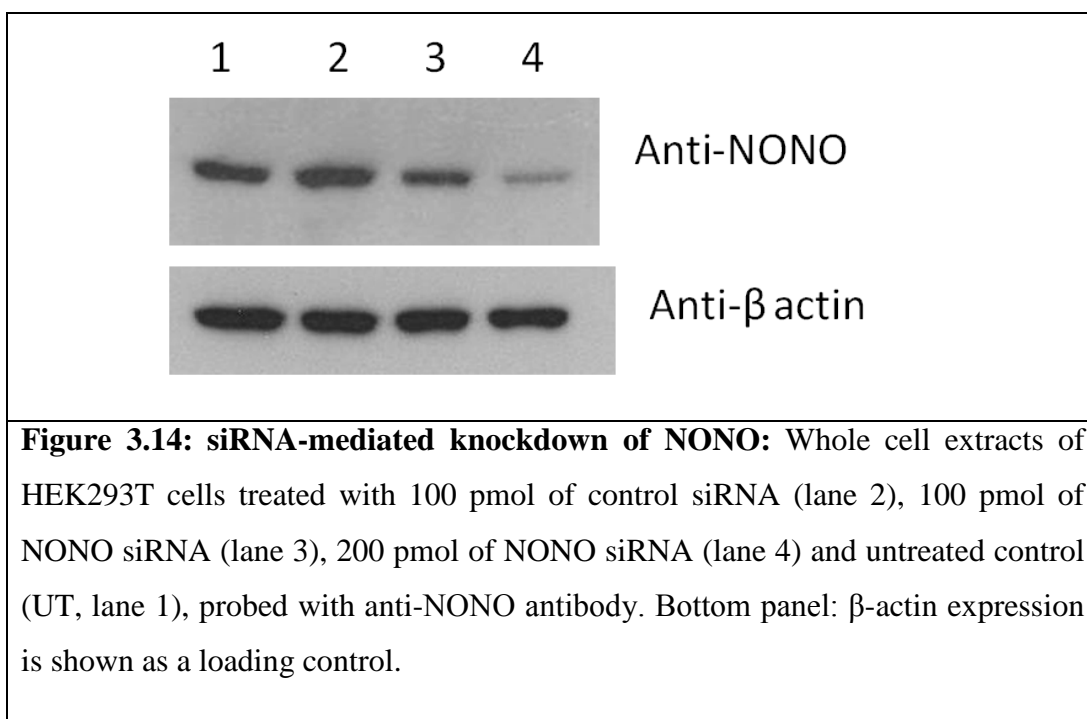 1 2 3 4
Anti-NONO
Anti-β actin
Figure 3.14: siRNA-mediated knockdown of NONO: Whole cell extracts of
HEK293T cells treated with 100 pmol of control siRNA (lane 2), 100 pmol of
NONO siRNA (lane 3), 200 pmol of NONO siRNA (lane 4) and untreated control
(UT, lane 1), probed with anti-NONO antibody. Bottom panel: β-actin expression
is shown as a loading control.